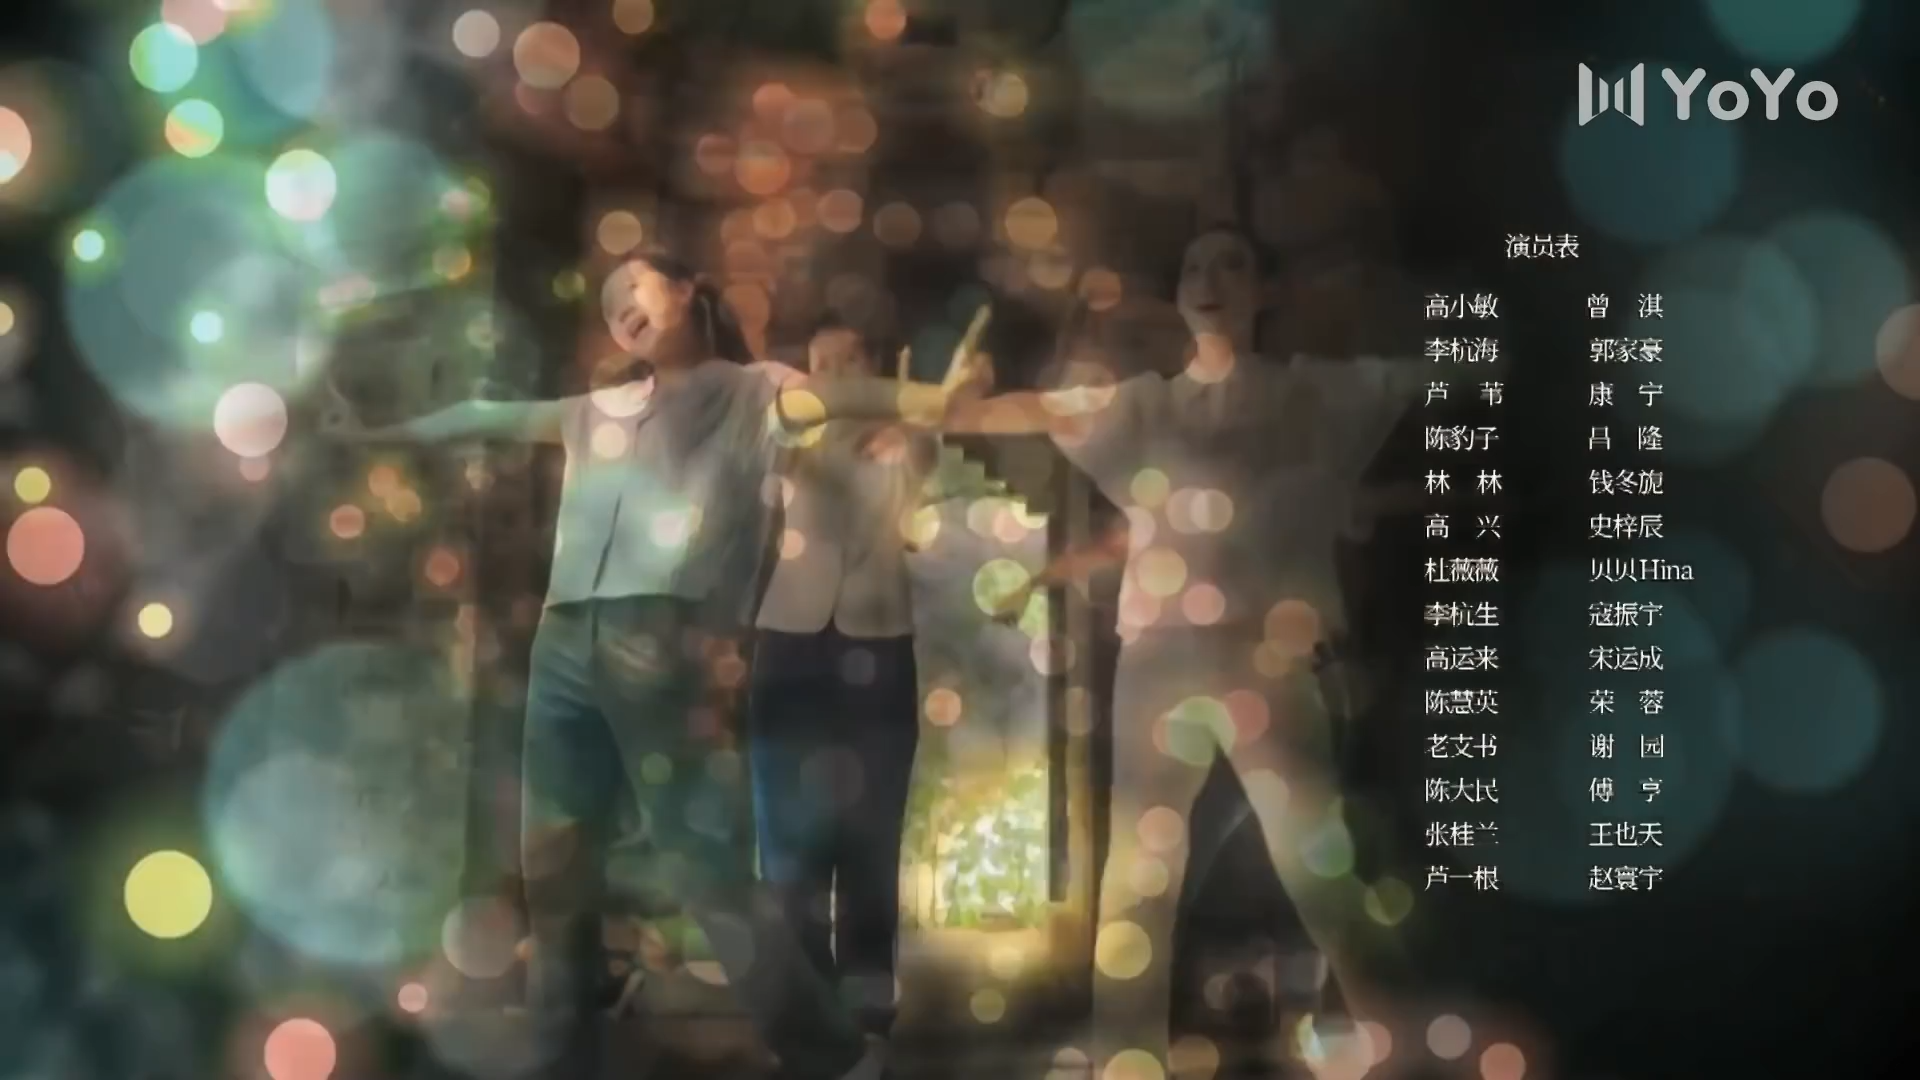 YoYo
演员表
高小敏 曾淇
李杭海 郭家豪
芦苇 康宁
陈豹子 吕隆
林林 钱冬旎
高兴 史梓辰
杜薇薇 贝贝Hina
李杭生 寇振宇
高运来 宋运成
陈慧英 荣蓉
老支书 谢园
陈大民 傅亨
张桂兰 王也天
芦一根 赵寰宇